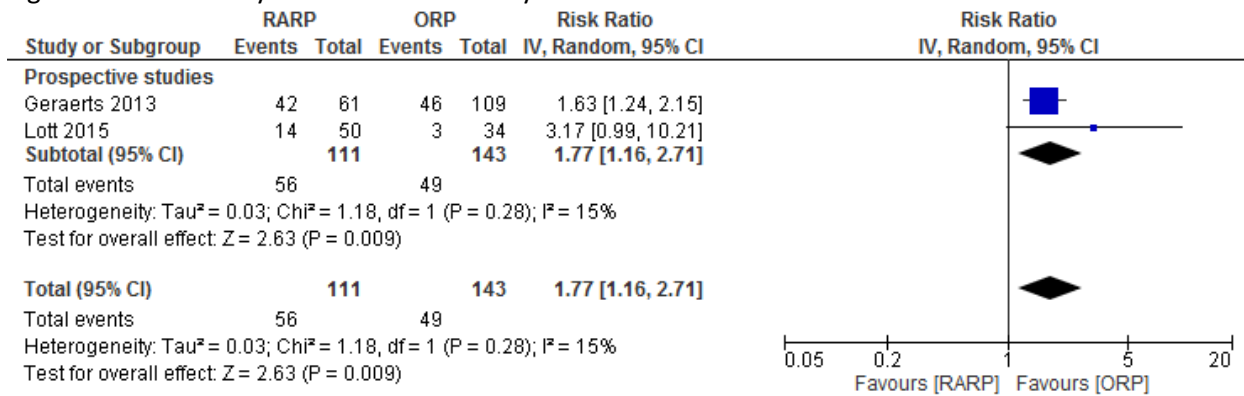 RARP ORP Risk Ratio Risk Ratio
Study or Subgroup Events Total Events Total IV, Random, 95% CI IV, Random, 95% CI
Prospective studies
Geraerts 2013 42 61 46 109 1.63 [1.24, 2.15]
Lott 2015 14 50 3 34 3.17 [0.99, 10.21]
Subtotal (95% CI) 111 143 1.77 [1.16, 2.71]
Total events 56 49
Heterogeneity: Tau² = 0.03; Chi² = 1.18, df = 1 (P = 0.28); I² = 15%
Test for overall effect: Z = 2.63 (P = 0.009)
Total (95% CI) 111 143 1.77 [1.16, 2.71]
Total events 56 49
Heterogeneity: Tau² = 0.03; Chi² = 1.18, df = 1 (P = 0.28); I² = 15%
Test for overall effect: Z = 2.63 (P = 0.009)
0.05 0.2 1 5 20
Favours [RARP] Favours [ORP]